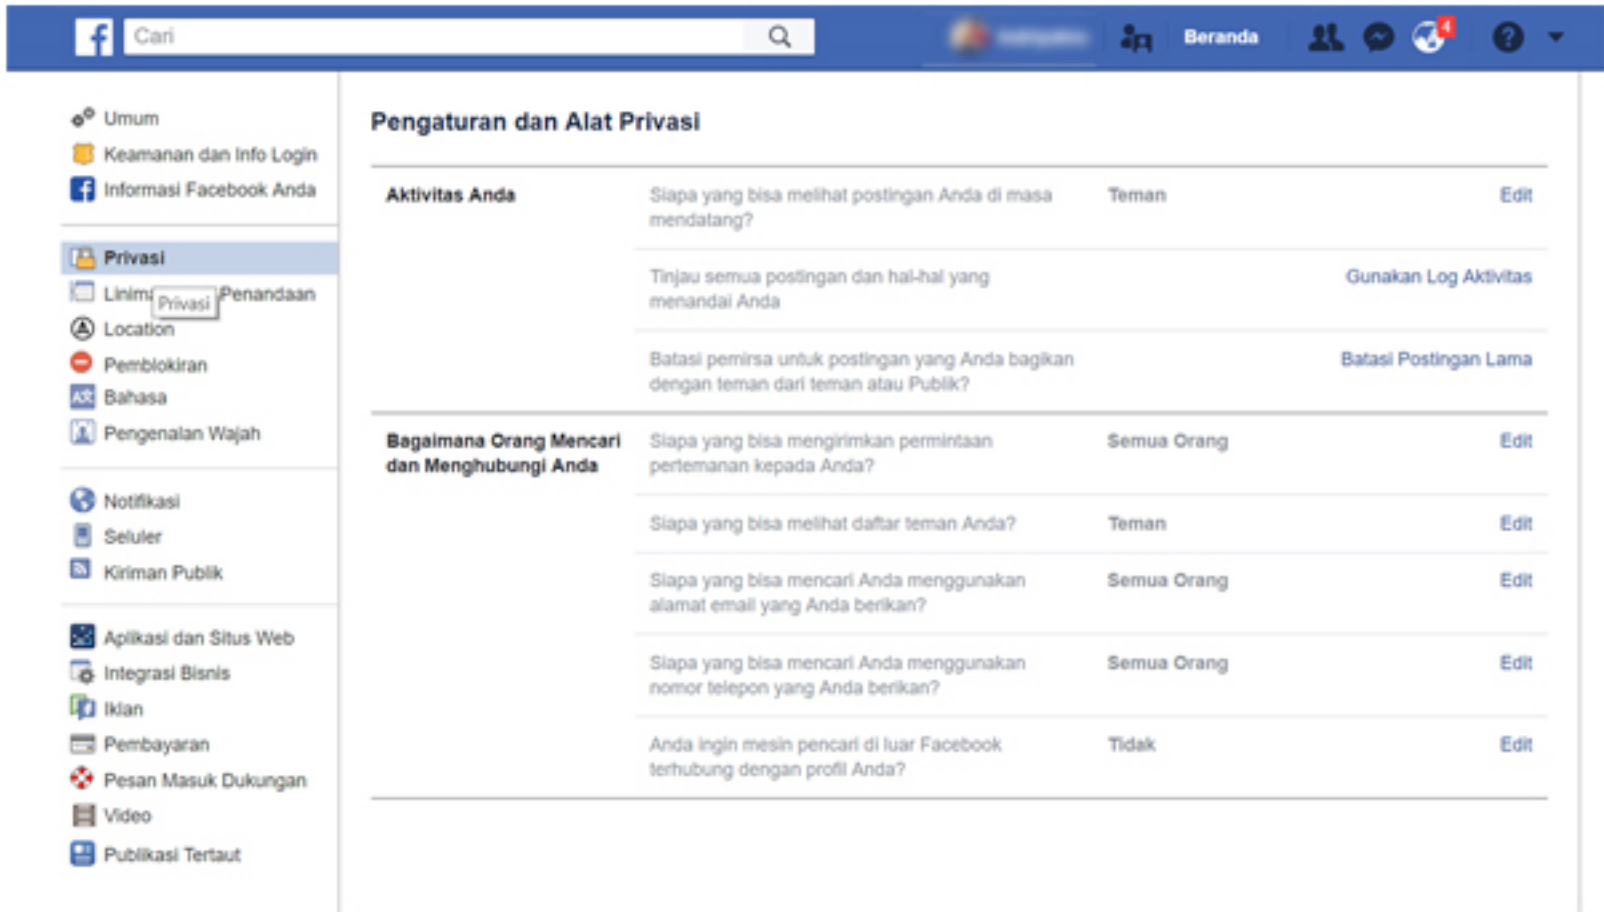 f
Cari
Beranda
4
?
Umum
Keamanan dan Info Login
Informasi Facebook Anda
Privasi
Linima
Penandaan
Privasi
Location
Pemblokiran
Bahasa
Pengenalan Wajah
Notifikasi
Seluler
Kiriman Publik
Aplikasi dan Situs Web
Integrasi Bisnis
Iklan
Pembayaran
Pesan Masuk Dukungan
Video
Publikasi Tertaut
Pengaturan dan Alat Privasi
Aktivitas Anda
Siapa yang bisa melihat postingan Anda di masa
mendatang?
Teman
Edit
Tinjau semua postingan dan hal-hal yang
menandai Anda
Gunakan Log Aktivitas
Batasi pemirsa untuk postingan yang Anda bagikan
dengan teman dari teman atau Publik?
Batasi Postingan Lama
Bagaimana Orang Mencari
dan Menghubungi Anda
Siapa yang bisa mengirimkan permintaan
pertemanan kepada Anda?
Semua Orang
Edit
Siapa yang bisa melihat daftar teman Anda?
Teman
Edit
Siapa yang bisa mencari Anda menggunakan
alamat email yang Anda berikan?
Semua Orang
Edit
Siapa yang bisa mencari Anda menggunakan
nomor telepon yang Anda berikan?
Semua Orang
Edit
Anda ingin mesin pencari di luar Facebook
terhubung dengan profil Anda?
Tidak
Edit